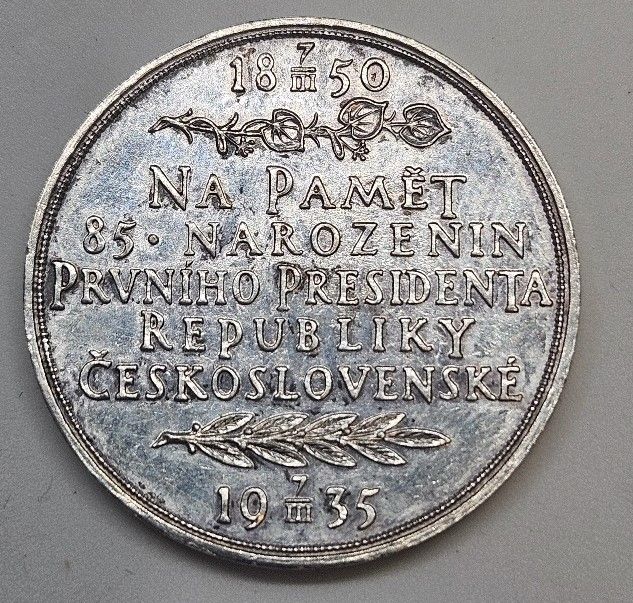 18 7/III 50
NA PAMĚT
85. NAROZENIN
PRVNÍHO PRESIDENTA
REPUBLIKY
ČESKOSLOVENSKÉ
19 7/III 35